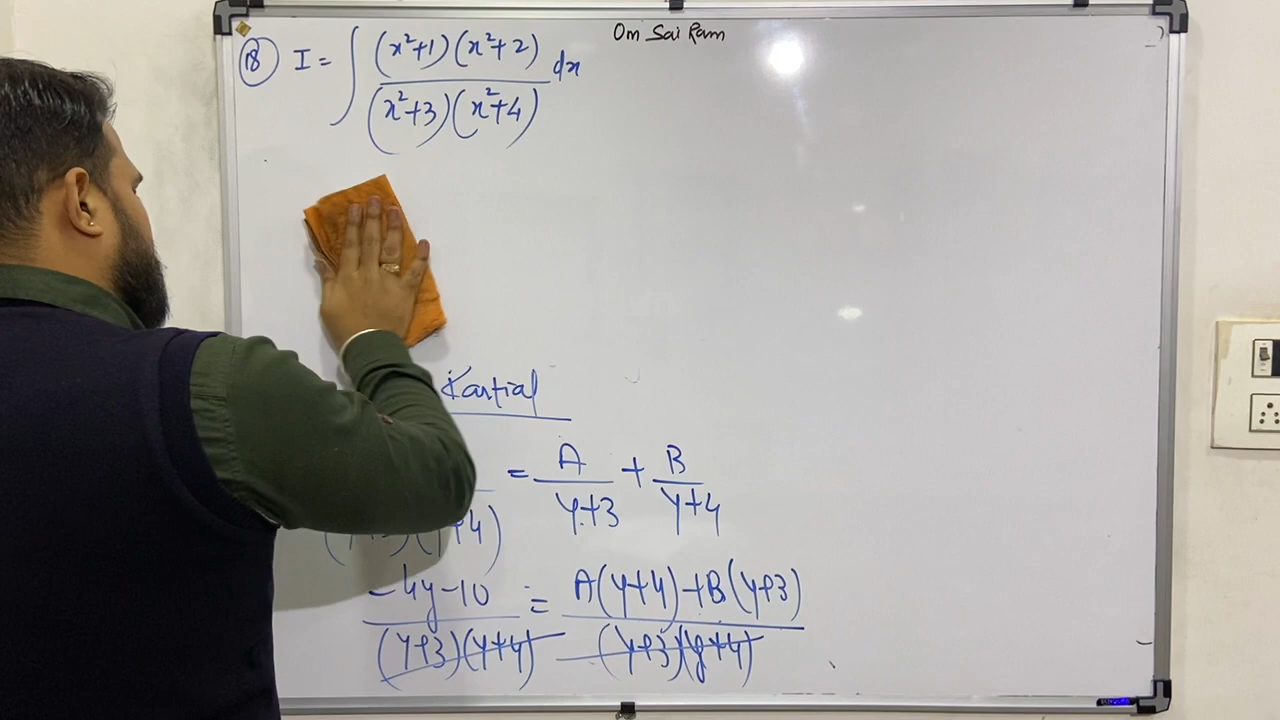 Om Sai Ram
18 I = ∫ (x²+1)(x²+2) / (x²+3)(x²+4) dx
Partial
= A/(y+3) + B/(y+4)
(-4y-10)/((y+3)(y+4)) = (A(y+4)+B(y+3))/((y+3)(y+4))